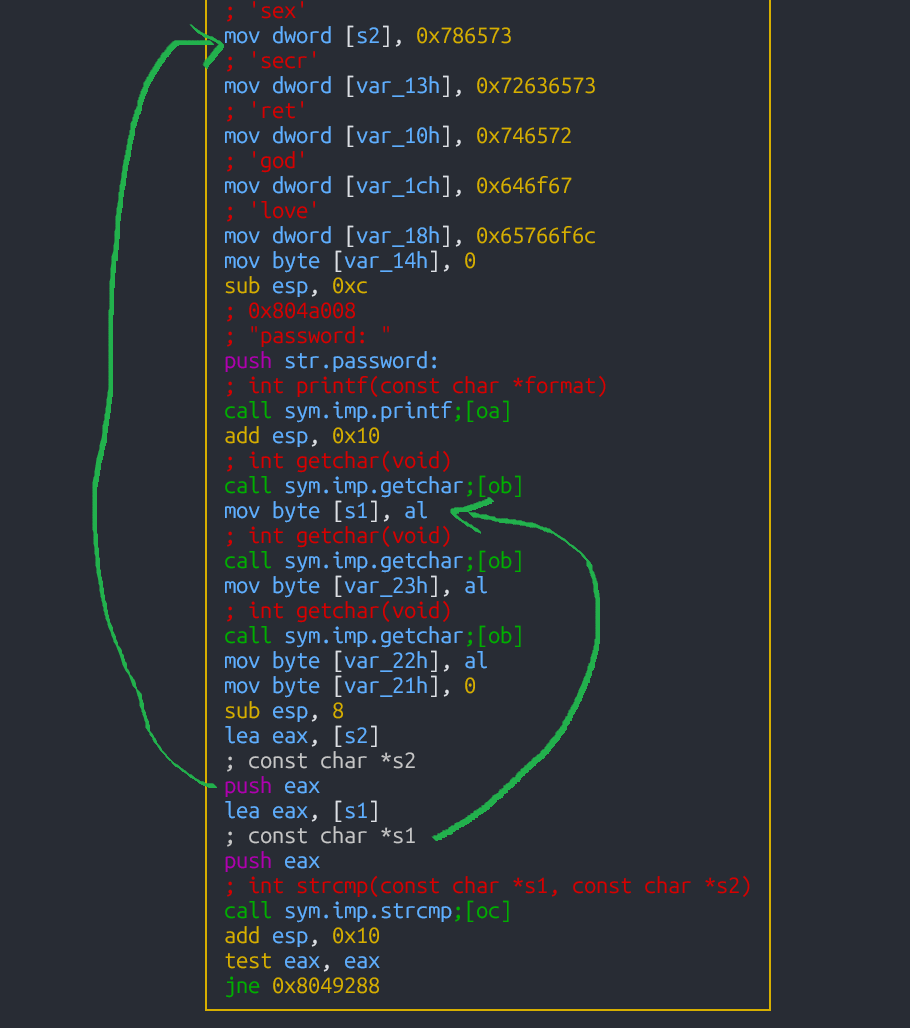 ; 'sex'
mov dword [s2], 0x786573
; 'secr'
mov dword [var_13h], 0x72636573
; 'ret'
mov dword [var_10h], 0x746572
; 'god'
mov dword [var_1ch], 0x646f67
; 'love'
mov dword [var_18h], 0x65766f6c
mov byte [var_14h], 0
sub esp, 0xc
; 0x804a008
; "password: "
push str.password:
; int printf(const char *format)
call sym.imp.printf;[oa]
add esp, 0x10
; int getchar(void)
call sym.imp.getchar;[ob]
mov byte [s1], al
; int getchar(void)
call sym.imp.getchar;[ob]
mov byte [var_23h], al
; int getchar(void)
call sym.imp.getchar;[ob]
mov byte [var_22h], al
mov byte [var_21h], 0
sub esp, 8
lea eax, [s2]
; const char *s2
push eax
lea eax, [s1]
; const char *s1
push eax
; int strcmp(const char *s1, const char *s2)
call sym.imp.strcmp;[oc]
add esp, 0x10
test eax, eax
jne 0x8049288